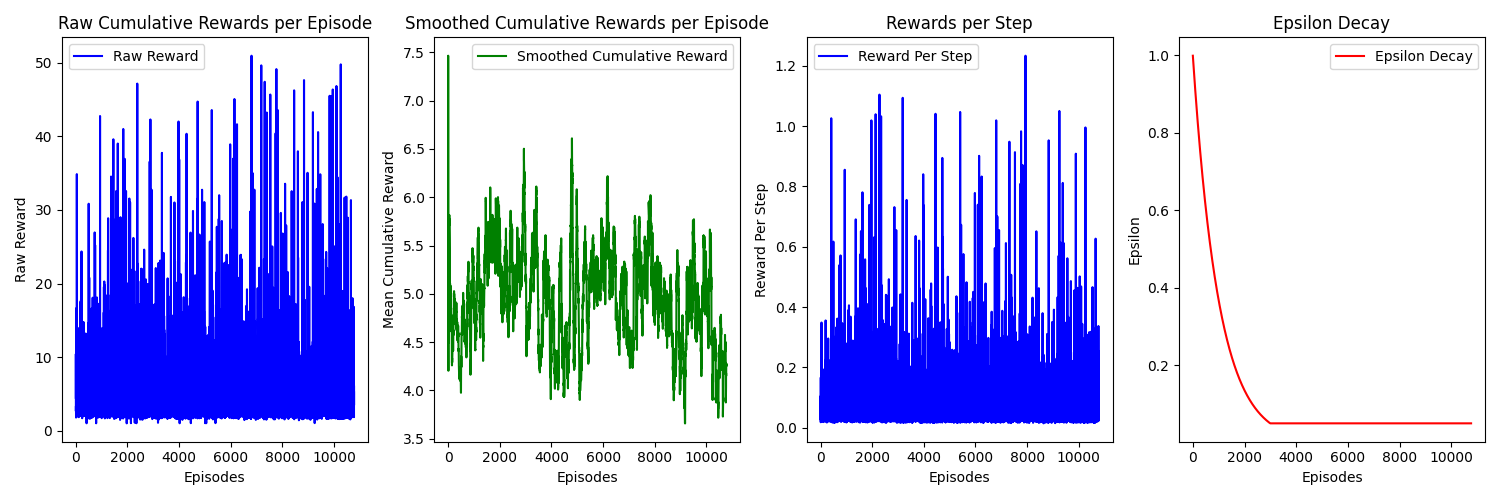 Raw Cumulative Rewards per Episode
Raw Reward
50
40
30
20
10
0
Raw Reward
0 2000 4000 6000 8000 10000
Episodes
Smoothed Cumulative Rewards per Episode
Smoothed Cumulative Reward
7.5
7.0
6.5
6.0
5.5
5.0
4.5
4.0
3.5
Mean Cumulative Reward
0 2000 4000 6000 8000 10000
Episodes
Rewards per Step
Reward Per Step
1.2
1.0
0.8
0.6
0.4
0.2
0.0
Reward Per Step
0 2000 4000 6000 8000 10000
Episodes
Epsilon Decay
Epsilon Decay
1.0
0.8
0.6
0.4
0.2
Epsilon
0 2000 4000 6000 8000 10000
Episodes